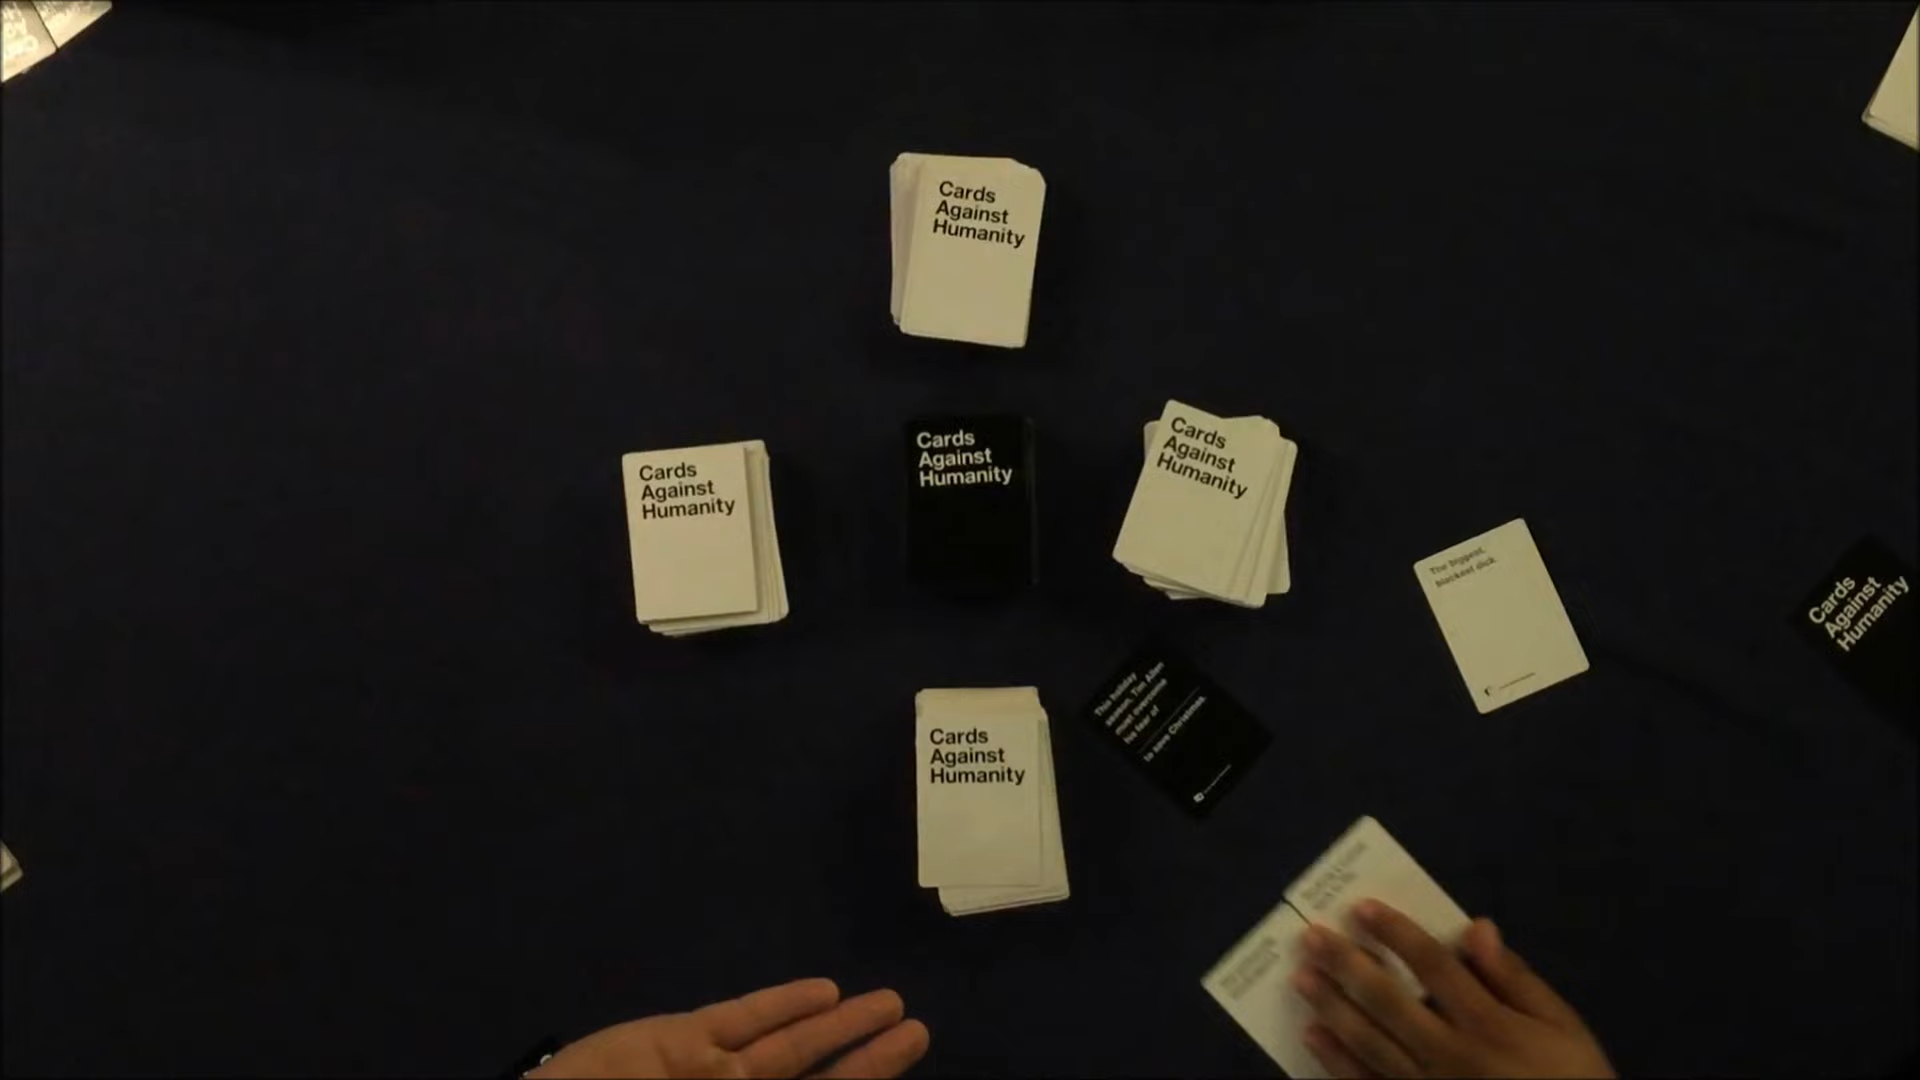 Cards
Against
Humanity
Cards
Against
Humanity
Cards
Against
Humanity
Cards
Against
Humanity
The biggest,
blackest dick.
Cards
Against
Humanity
This holiday
season, Tim Allen
must overcome
his fear of
to save Christmas.
Cards
Against
Humanity